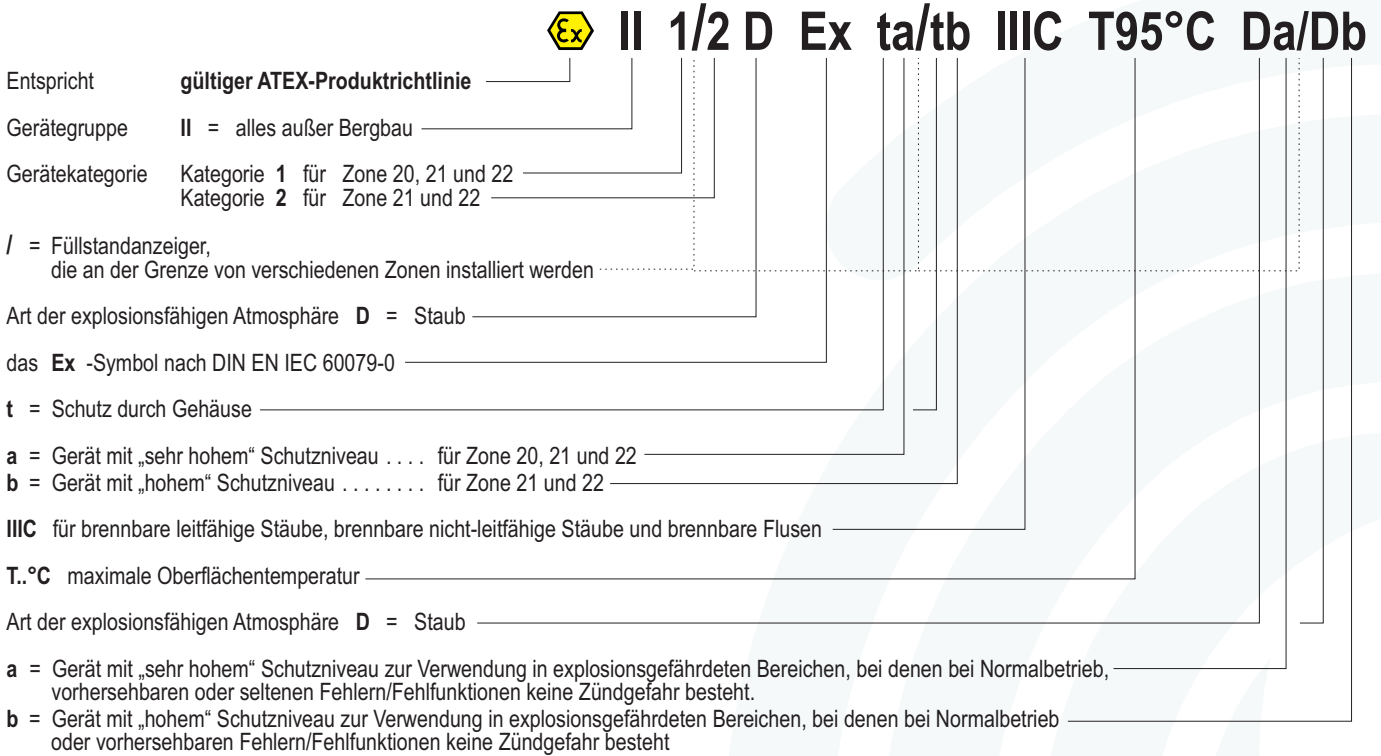 Ex II 1/2 D Ex ta/tb IIIC T95°C Da/Db
Entspricht gültiger ATEX-Produktrichtlinie
Gerätegruppe II = alles außer Bergbau
Gerätekategorie Kategorie 1 für Zone 20, 21 und 22
Kategorie 2 für Zone 21 und 22
/ = Füllstandanzeiger,
die an der Grenze von verschiedenen Zonen installiert werden
Art der explosionsfähigen Atmosphäre D = Staub
das Ex -Symbol nach DIN EN IEC 60079-0
t = Schutz durch Gehäuse
a = Gerät mit „sehr hohem“ Schutzniveau . . . . für Zone 20, 21 und 22
b = Gerät mit „hohem“ Schutzniveau . . . . . . . . für Zone 21 und 22
IIIC für brennbare leitfähige Stäube, brennbare nicht-leitfähige Stäube und brennbare Flusen
T..°C maximale Oberflächentemperatur
Art der explosionsfähigen Atmosphäre D = Staub
a = Gerät mit „sehr hohem“ Schutzniveau zur Verwendung in explosionsgefährdeten Bereichen, bei denen bei Normalbetrieb,
vorhersehbaren oder seltenen Fehlern/Fehlfunktionen keine Zündgefahr besteht.
b = Gerät mit „hohem“ Schutzniveau zur Verwendung in explosionsgefährdeten Bereichen, bei denen bei Normalbetrieb
oder vorhersehbaren Fehlern/Fehlfunktionen keine Zündgefahr besteht